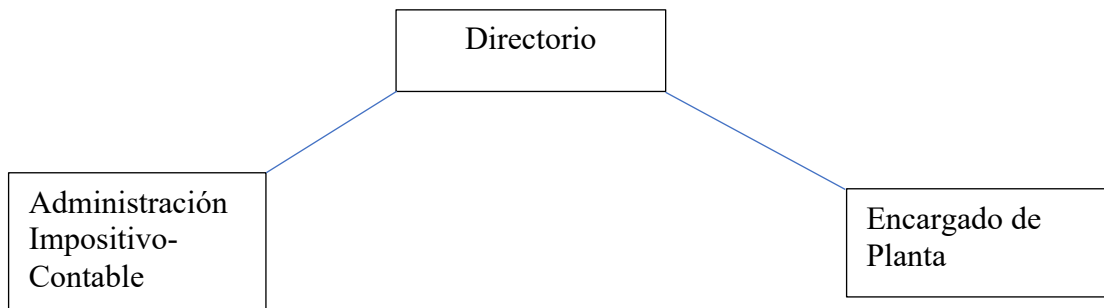 Directorio
Administración
Impositivo-
Contable
Encargado de
Planta